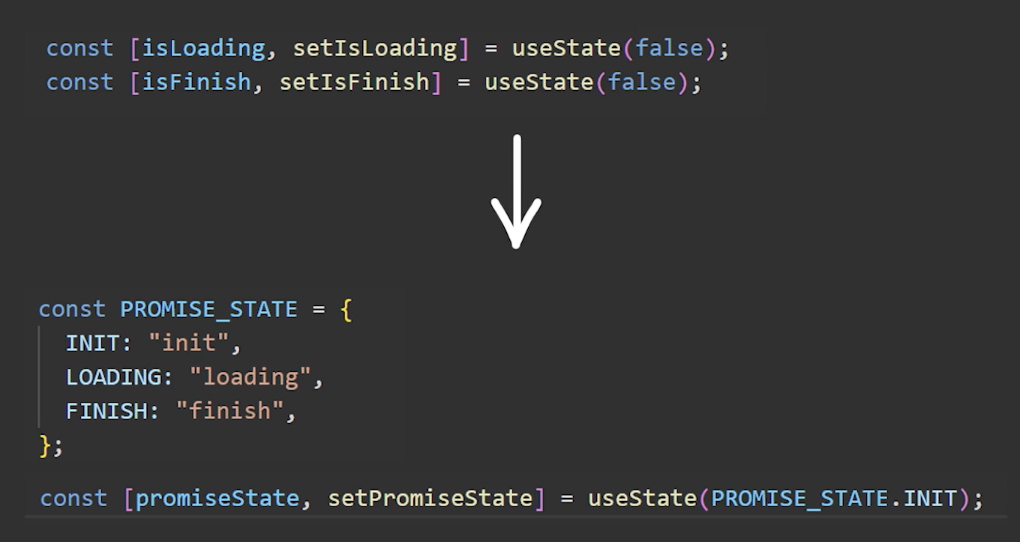 const [isLoading, setIsLoading] = useState(false);
const [isFinish, setIsFinish] = useState(false);
const PROMISE_STATE = {
INIT: "init",
LOADING: "loading",
FINISH: "finish",
};
const [promiseState, setPromiseState] = useState(PROMISE_STATE.INIT);